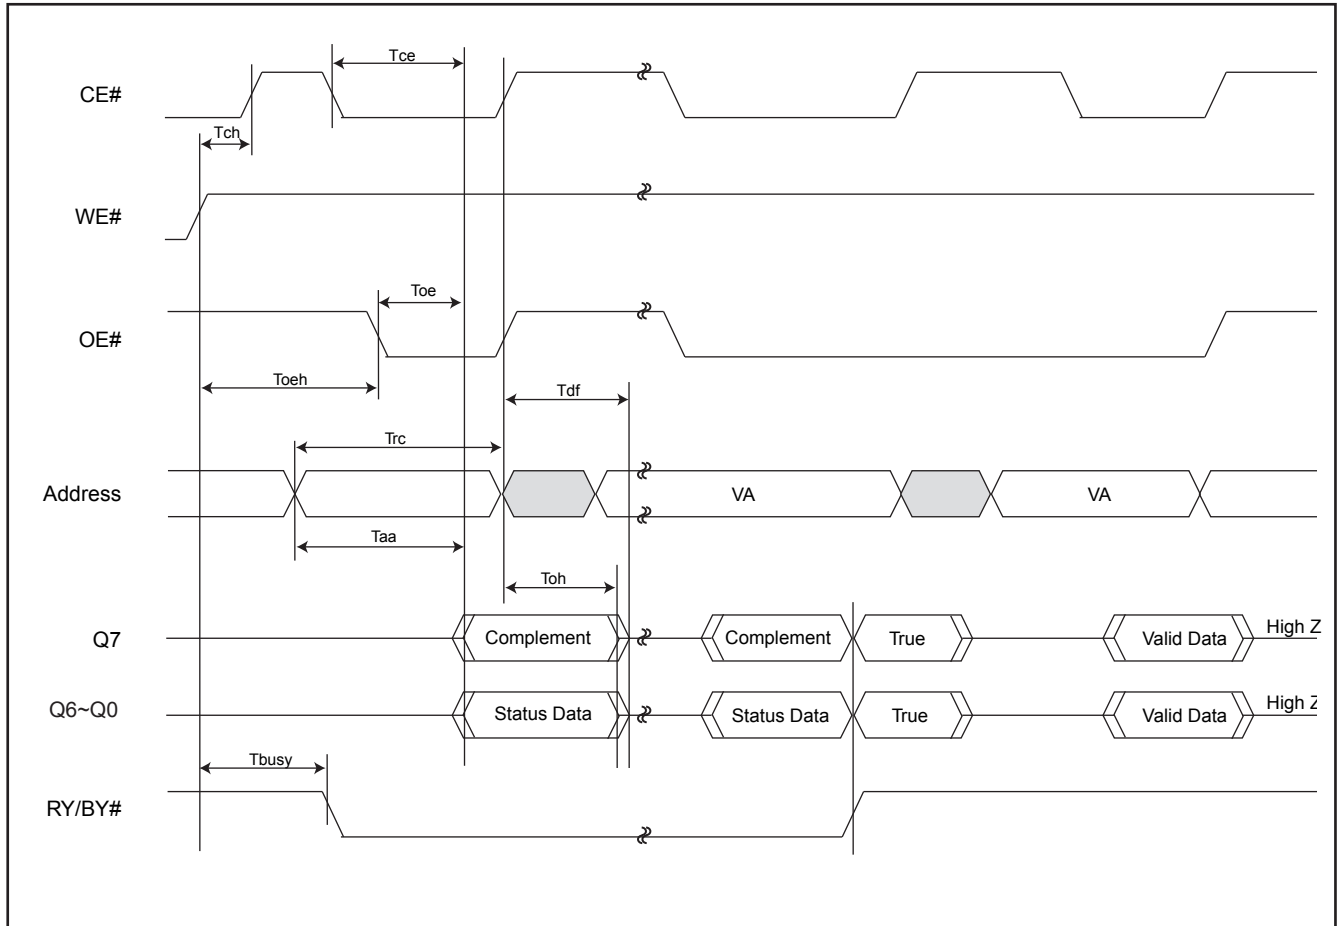 Tce
CE#
Tch
WE#
Toe
OE#
Toeh
Tdf
Trc
Address
VA
VA
Taa
Toh
Q7
Complement
Complement
True
Valid Data
High Z
Q6~Q0
Status Data
Status Data
True
Valid Data
High Z
Tbusy
RY/BY#